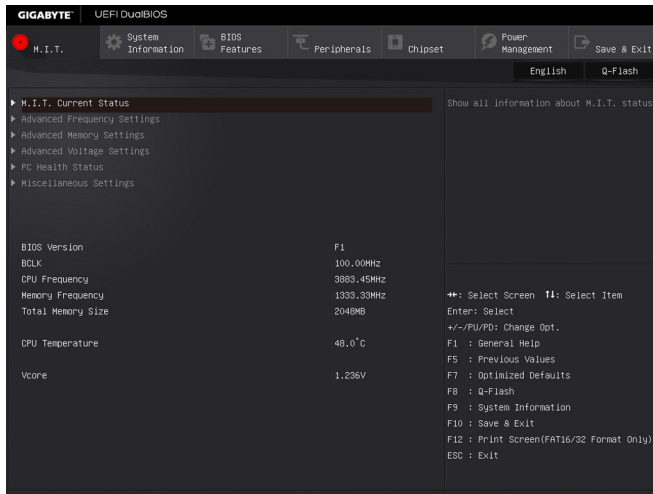 GIGABYTE™ UEFI DualBIOS
M.I.T. System Information BIOS Features Peripherals Chipset Power Management Save & Exit
English Q-Flash
M.I.T. Current Status
Advanced Frequency Settings
Advanced Memory Settings
Advanced Voltage Settings
PC Health Status
Miscellaneous Settings
Show all information about M.I.T. status
BIOS Version F1
BCLK 100.00MHz
CPU Frequency 3883.45MHz
Memory Frequency 1333.33MHz
Total Memory Size 2048MB
CPU Temperature 48.0°C
Vcore 1.236V
→←: Select Screen ↑↓: Select Item
Enter: Select
+/-/PU/PD: Change Opt.
F1 : General Help
F5 : Previous Values
F7 : Optimized Defaults
F8 : Q-Flash
F9 : System Information
F10 : Save & Exit
F12 : Print Screen(FAT16/32 Format Only)
ESC : Exit